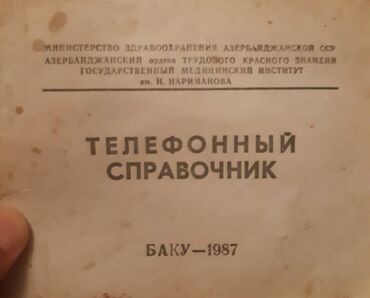 МИНИСТЕРСТВО ЗДРАВООХРАНЕНИЯ АЗЕРБАЙДЖАНСКОЙ ССР
АЗЕРБАЙДЖАНСКИЙ ордена ТРУДОВОГО КРАСНОГО ЗНАМЕНИ
ГОСУДАРСТВЕННЫЙ МЕДИЦИНСКИЙ ИНСТИТУТ
им. Н. НАРИМАНОВА
ТЕЛЕФОННЫЙ
СПРАВОЧНИК
БАКУ—1987